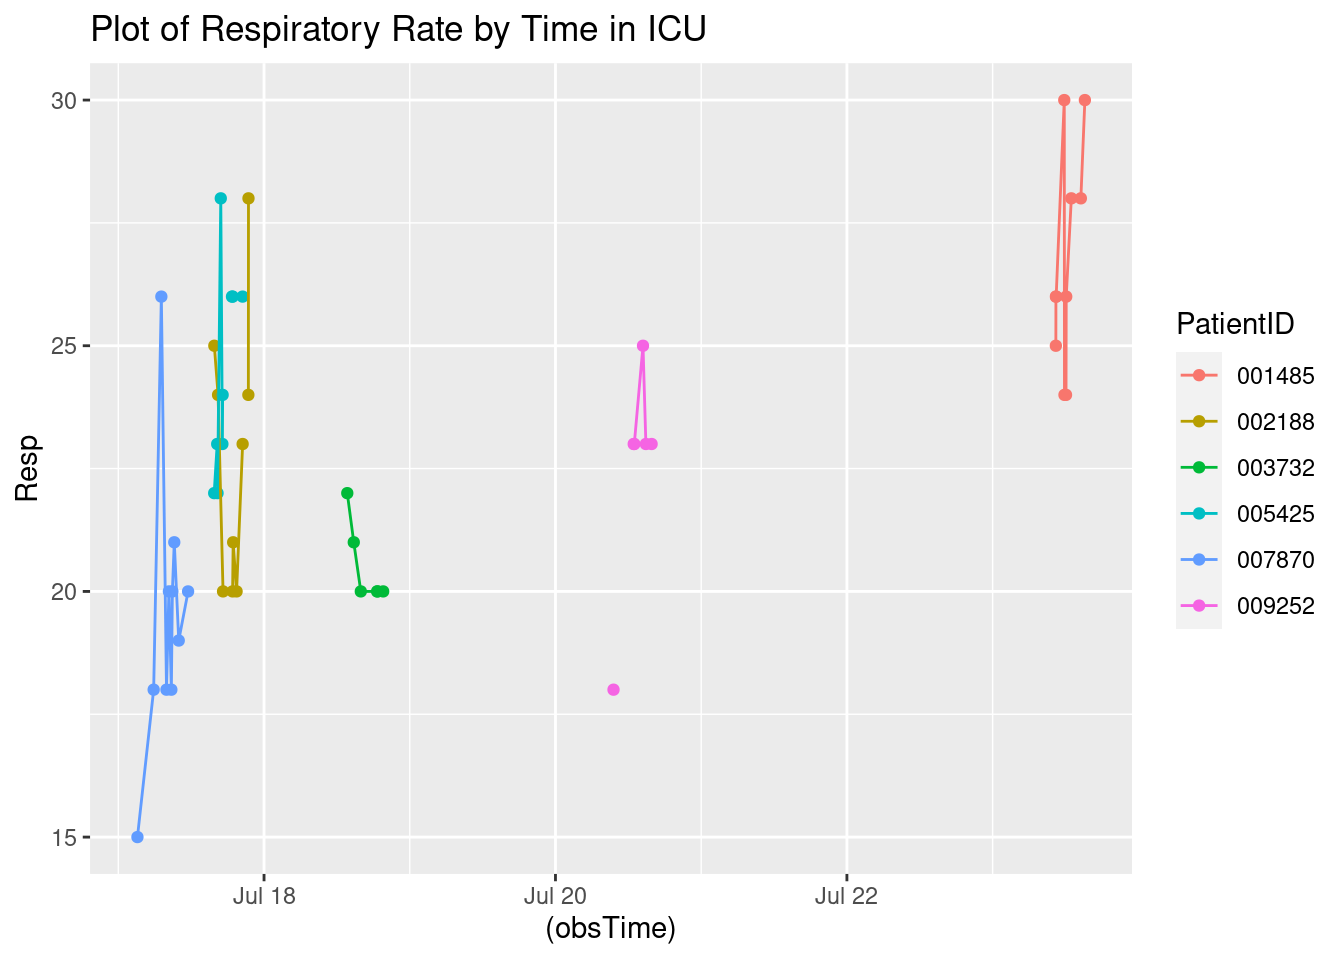 Plot of Respiratory Rate by Time in ICU
30
25
20
15
Resp
Jul 18
Jul 20
Jul 22
(obsTime)
PatientID
001485
002188
003732
005425
007870
009252